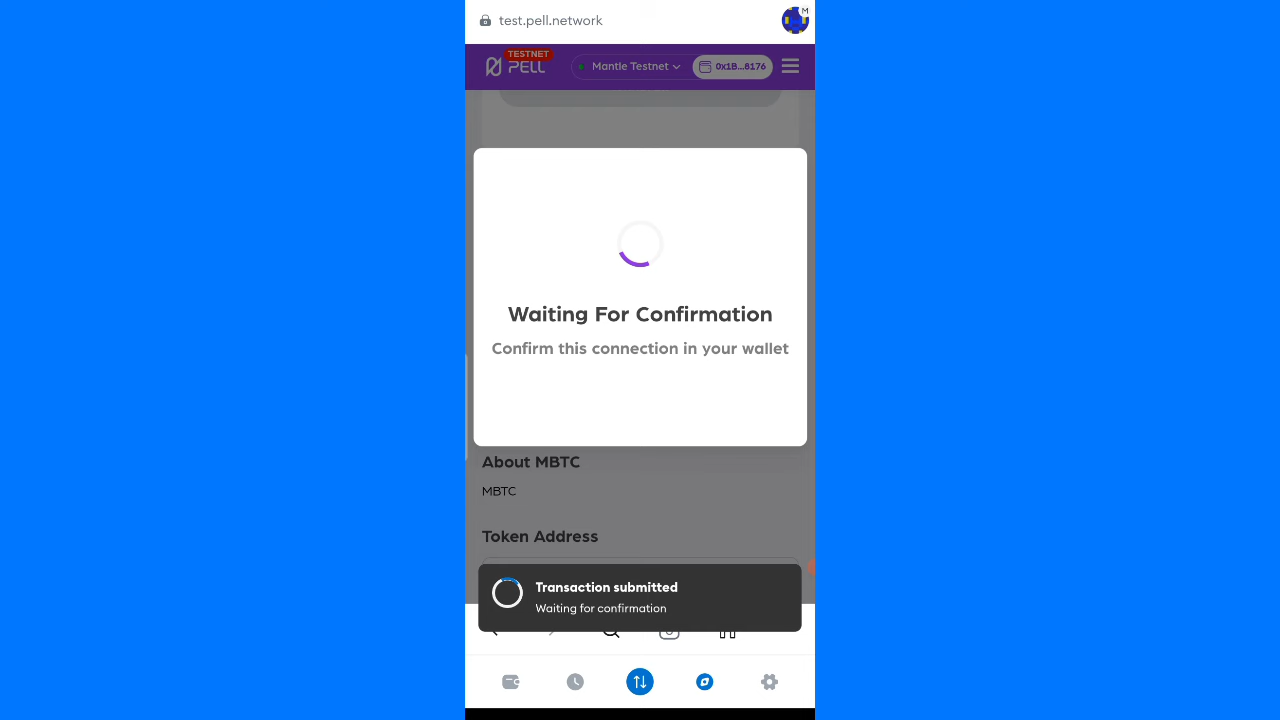 test.pell.network
M
TESTNET
PELL
Mantle Testnet
0x1B...8176
Waiting For Confirmation
Confirm this connection in your wallet
About MBTC
MBTC
Token Address
Transaction submitted
Waiting for confirmation